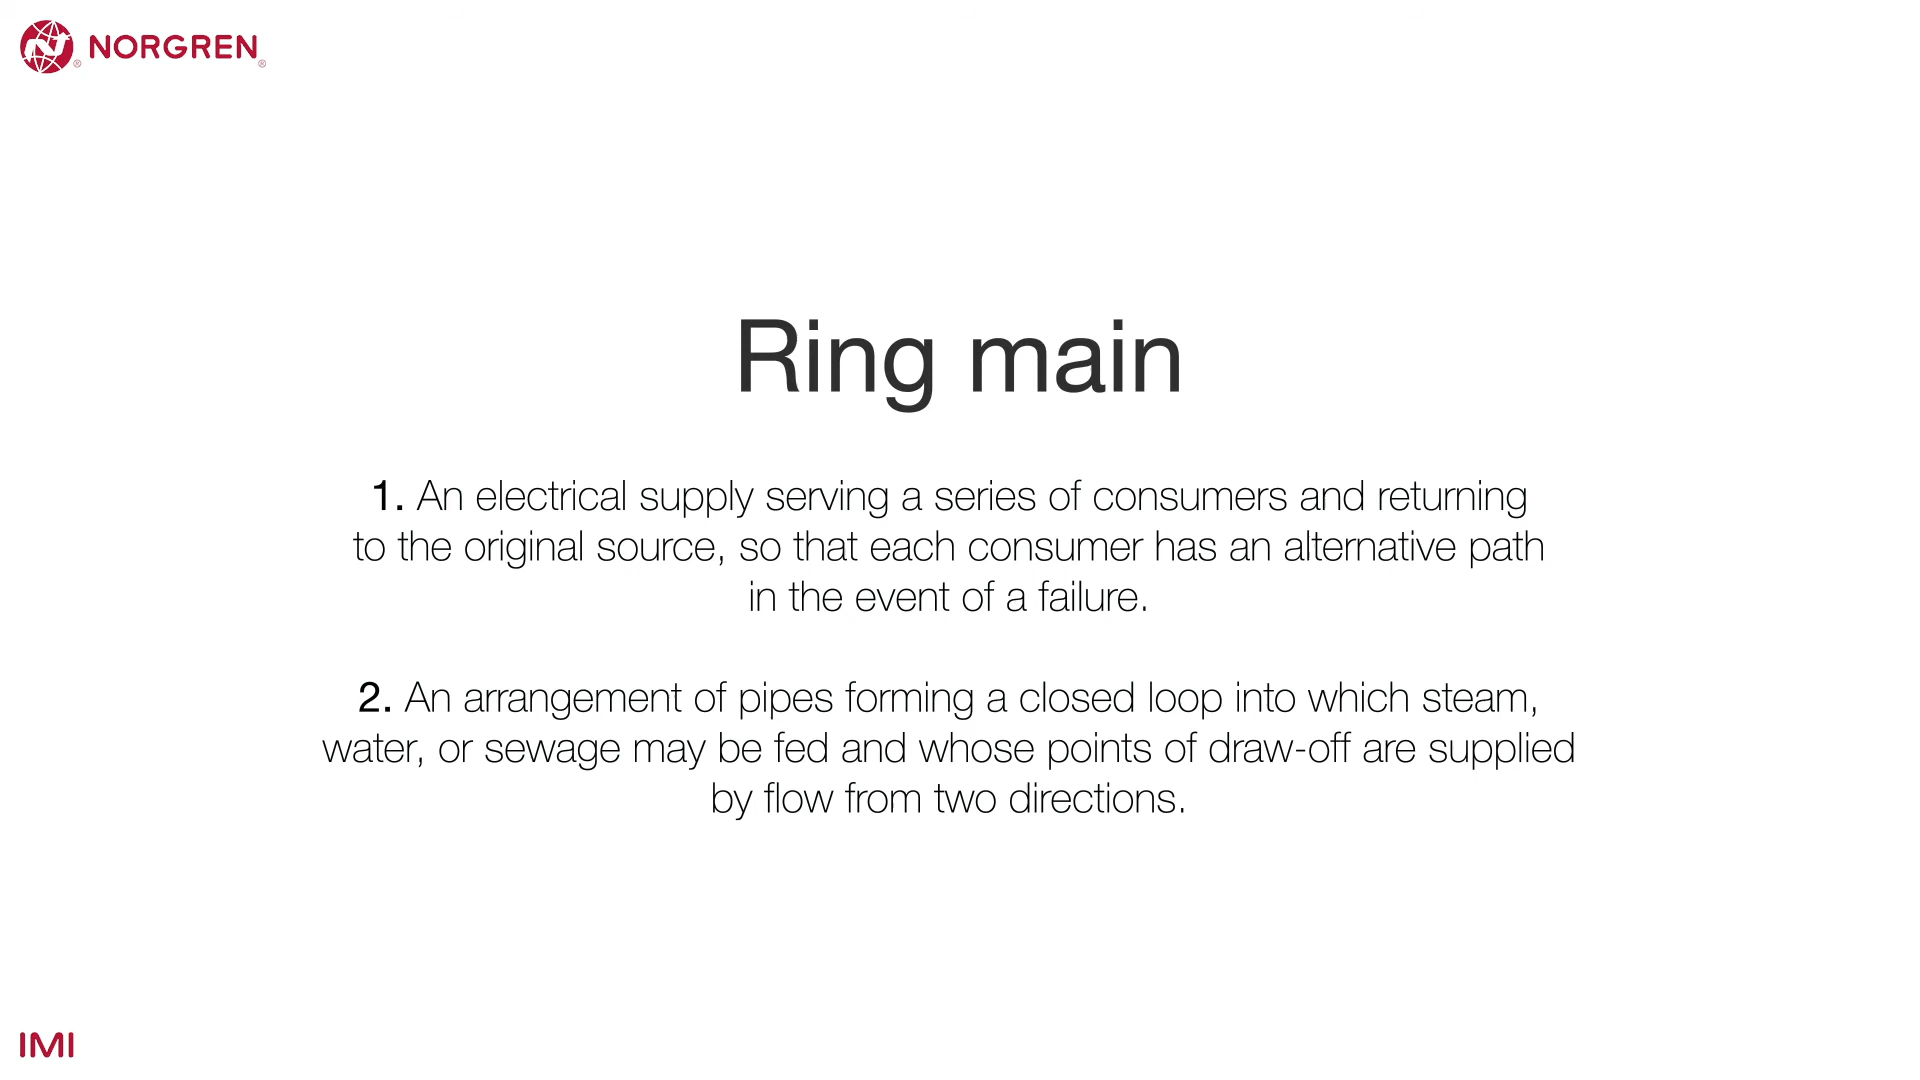 NORGREN
Ring main
1. An electrical supply serving a series of consumers and returning
to the original source, so that each consumer has an alternative path
in the event of a failure.
2. An arrangement of pipes forming a closed loop into which steam,
water, or sewage may be fed and whose points of draw-off are supplied
by flow from two directions.
IMI